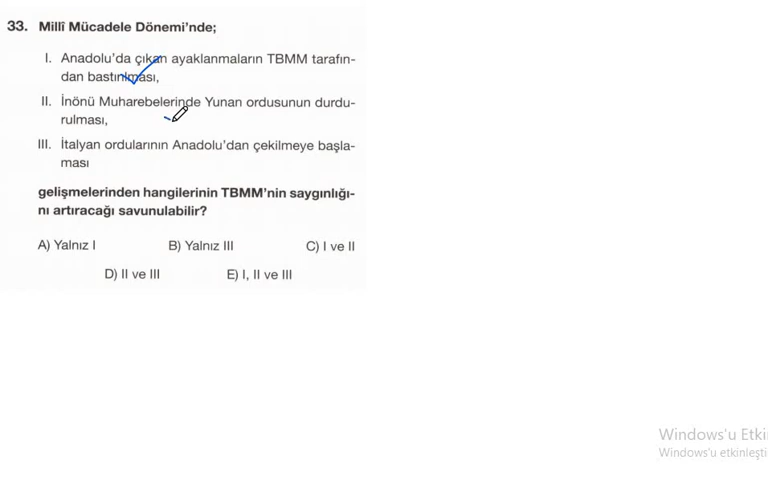 33. Millî Mücadele Dönemi'nde;
I. Anadolu'da çıkan ayaklanmaların TBMM tarafın-
dan bastırılması,
II. İnönü Muharebelerinde Yunan ordusunun durdu-
rulması,
III. İtalyan ordularının Anadolu'dan çekilmeye başla-
ması
gelişmelerinden hangilerinin TBMM'nin saygınlığı-
nı artıracağı savunulabilir?
A) Yalnız I B) Yalnız III C) I ve II
D) II ve III E) I, II ve III
Windows'u Etki
Windows'u etkinleşti